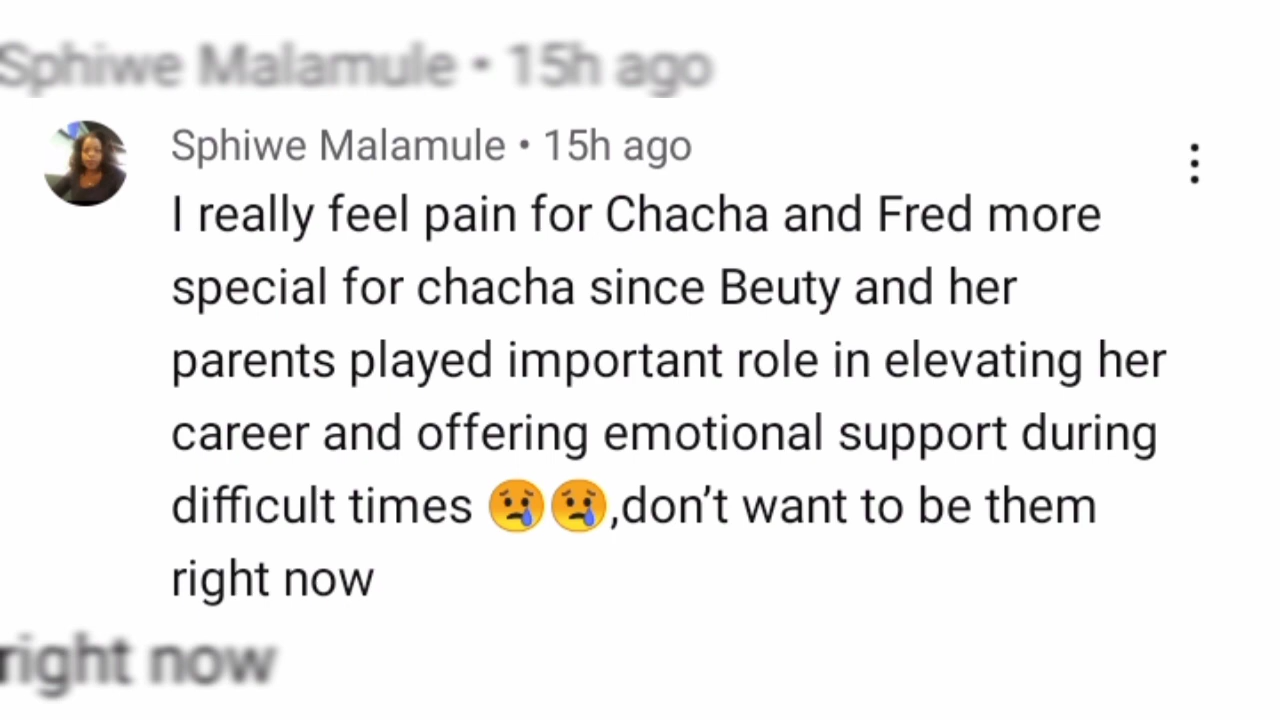 Sphiwe Malamule • 15h ago
Sphiwe Malamule • 15h ago
I really feel pain for Chacha and Fred more
special for chacha since Beuty and her
parents played important role in elevating her
career and offering emotional support during
difficult times 😢😢,don’t want to be them
right now
right now